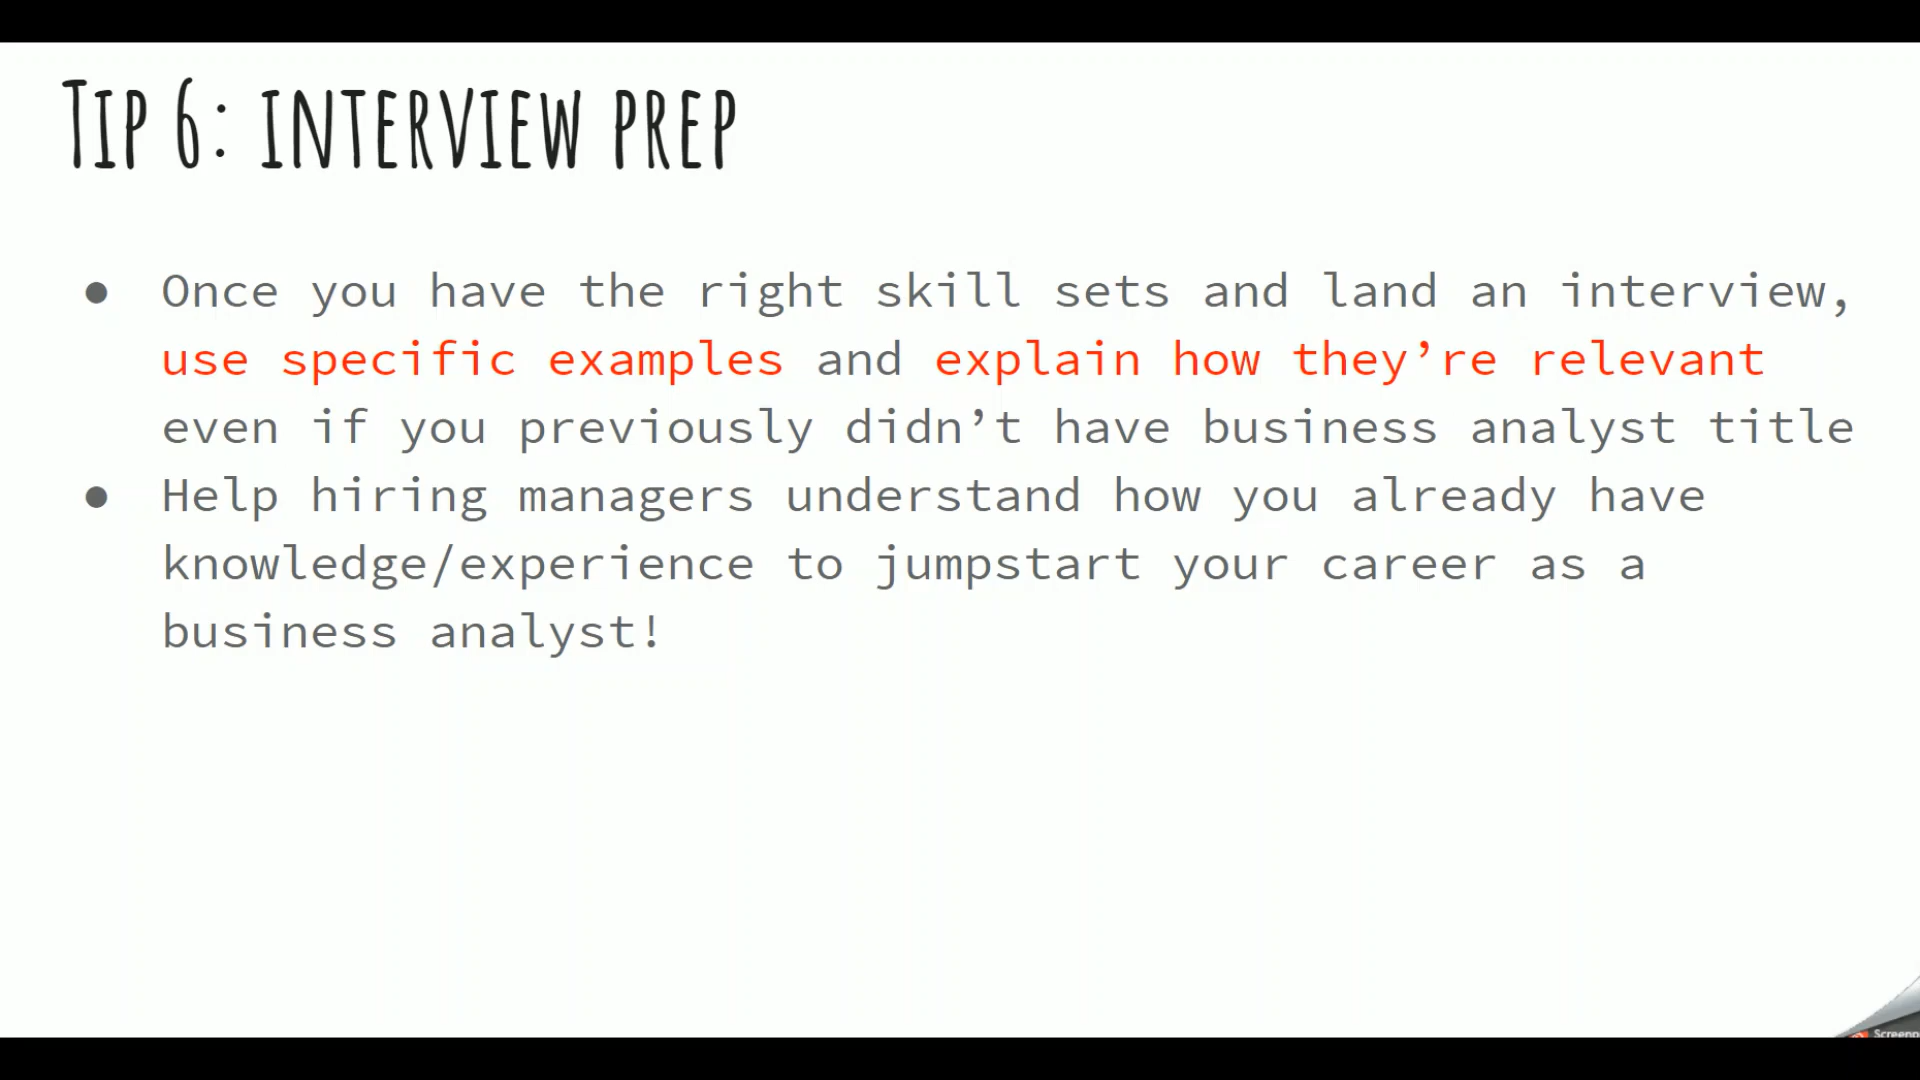 Tip 6: interview prep
● Once you have the right skill sets and land an interview,
use specific examples and explain how they’re relevant
even if you previously didn’t have business analyst title
● Help hiring managers understand how you already have
knowledge/experience to jumpstart your career as a
business analyst!